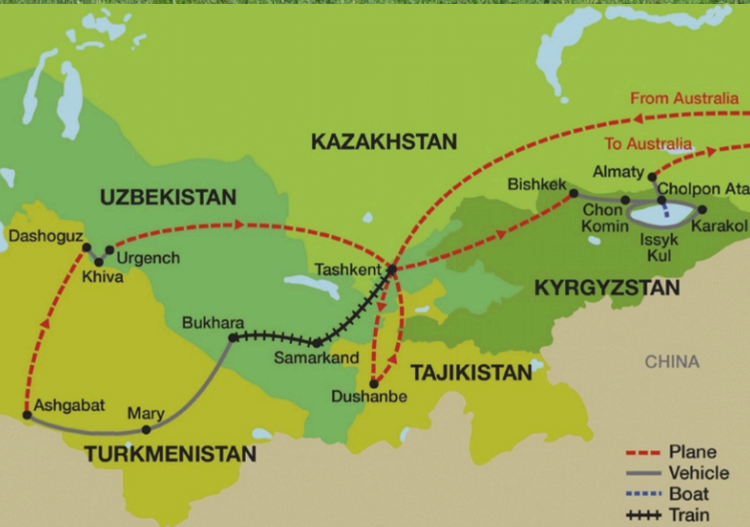 From Australia
KAZAKHSTAN
To Australia
Almaty
Bishkek
Cholpon Ata
UZBEKISTAN
Chon
Komin
Karakol
Issyk
Kul
Dashoguz
Urgench
Khiva
Tashkent
KYRGYZSTAN
Bukhara
Samarkand
CHINA
TAJIKISTAN
Dushanbe
Ashgabat
Mary
TURKMENISTAN
Plane
Vehicle
Boat
Train